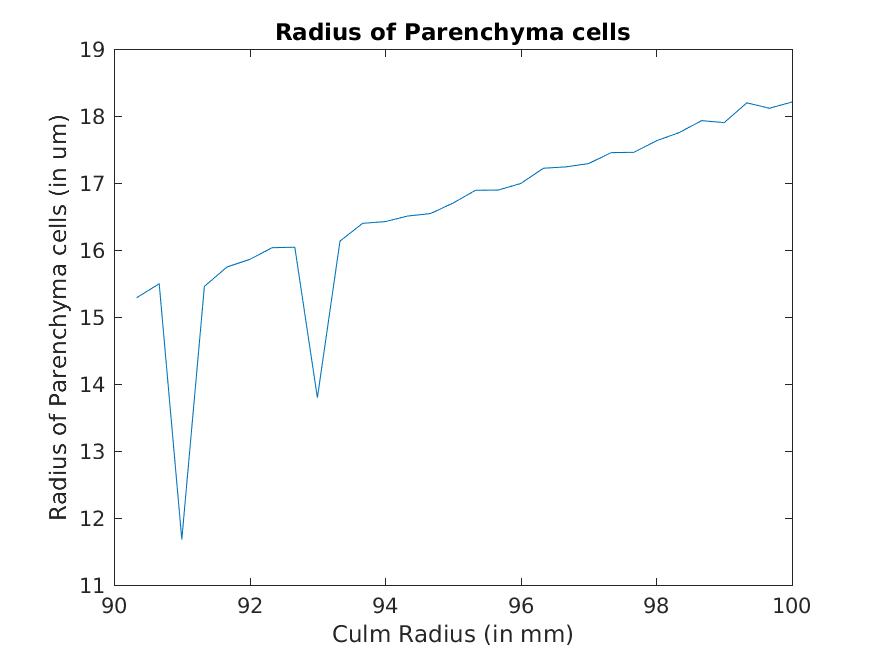 Radius of Parenchyma cells
19
18
17
16
15
14
13
12
11
Radius of Parenchyma cells (in um)
90 92 94 96 98 100
Culm Radius (in mm)